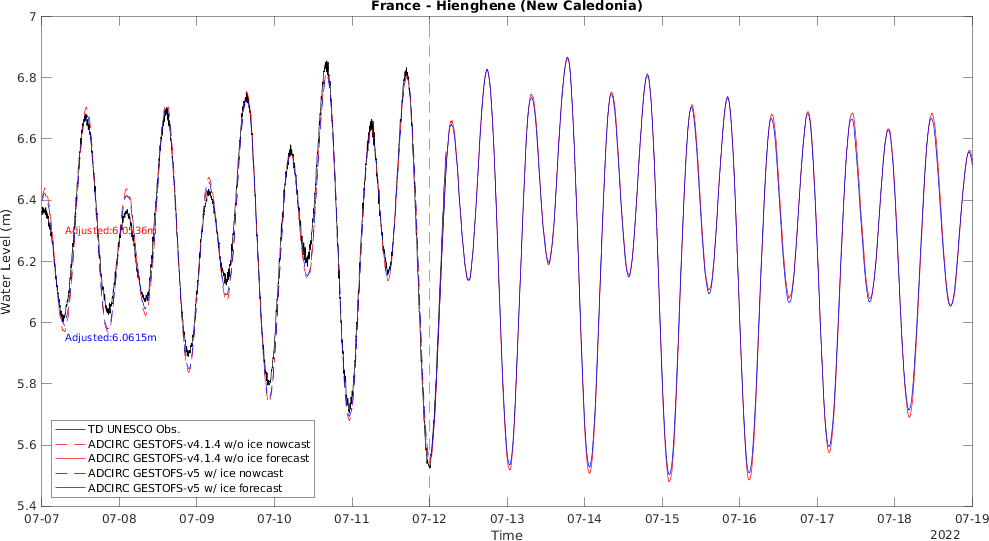 France - Hienghene (New Caledonia)
7
6.8
6.6
6.4
6.2
6
5.8
5.6
5.4
Water Level (m)
Adjusted:6.0536m
Adjusted:6.0615m
TD UNESCO Obs.
ADCIRC GESTOFS-v4.1.4 w/o ice nowcast
ADCIRC GESTOFS-v4.1.4 w/o ice forecast
ADCIRC GESTOFS-v5 w/ ice nowcast
ADCIRC GESTOFS-v5 w/ ice forecast
07-07 07-08 07-09 07-10 07-11 07-12 07-13 07-14 07-15 07-16 07-17 07-18 07-19
Time
2022